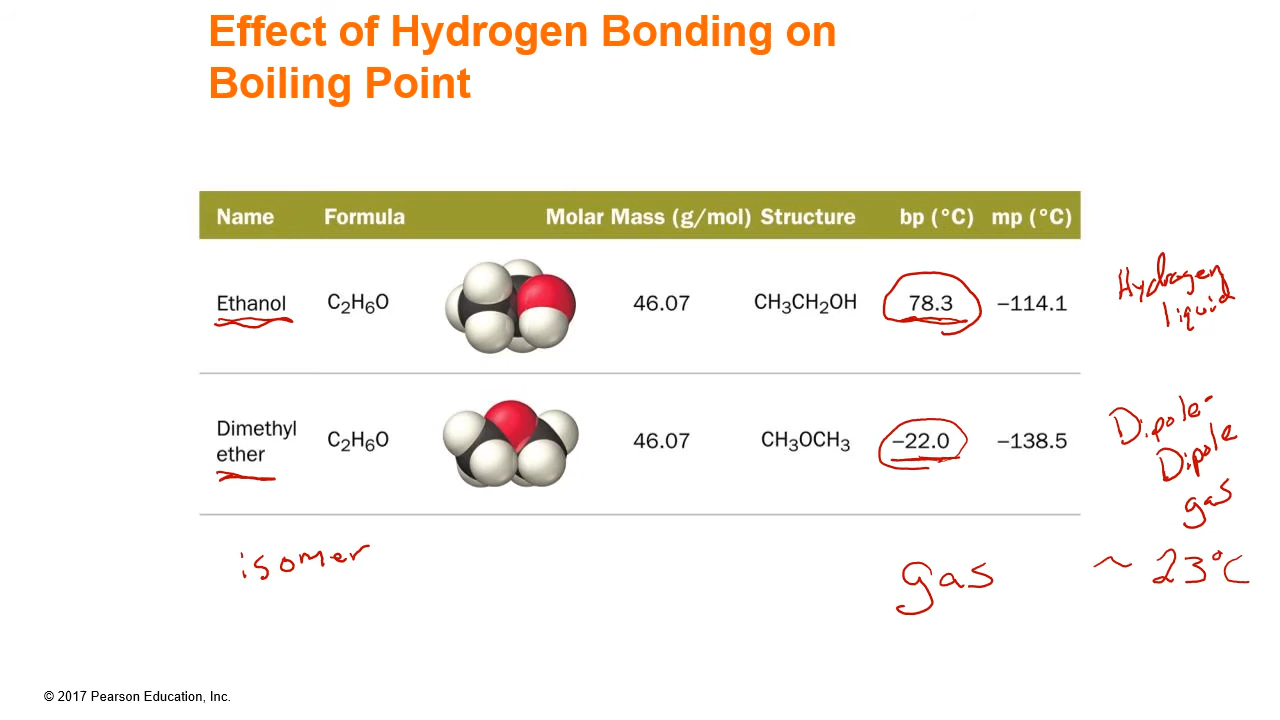 Effect of Hydrogen Bonding on
Boiling Point
Name Formula Molar Mass (g/mol) Structure bp (°C) mp (°C)
Ethanol C₂H₆O 46.07 CH₃CH₂OH 78.3 –114.1
Hydrogen
liquid
Dimethyl
ether C₂H₆O 46.07 CH₃OCH₃ –22.0 –138.5
Dipole-
Dipole
gas
isomer
gas ~ 23°C
© 2017 Pearson Education, Inc.